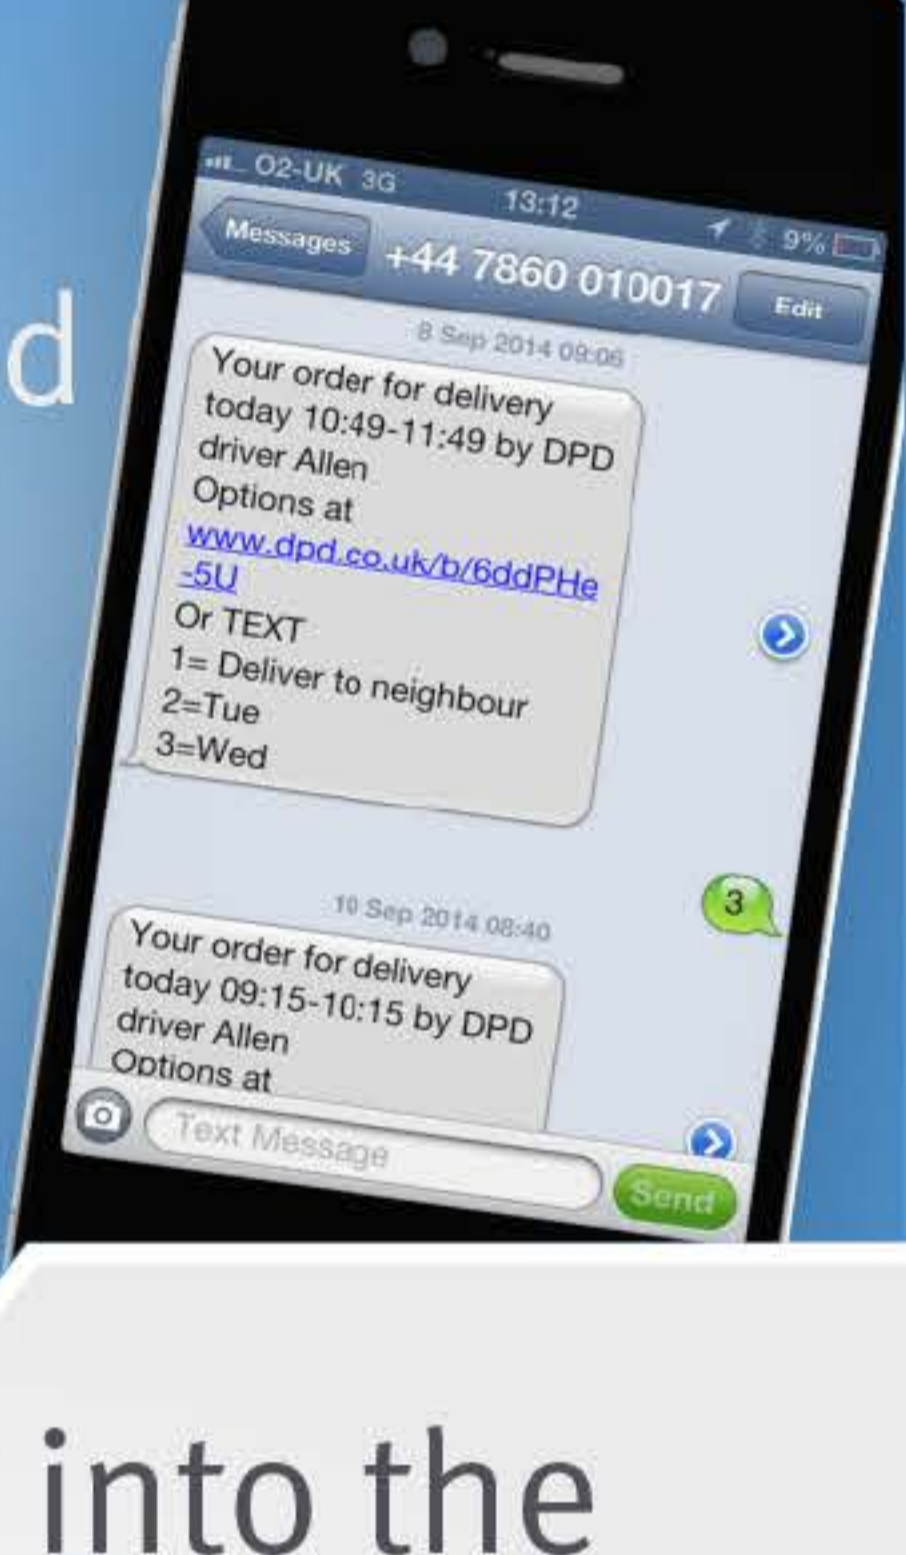 O2-UK 3G 13:12 9%
Messages +44 7860 010017 Edit
8 Sep 2014 09:06
Your order for delivery
today 10:49-11:49 by DPD
driver Allen
Options at
www.dpd.co.uk/b/6ddPHe
-5U
Or TEXT
1= Deliver to neighbour
2=Tue
3=Wed
d
3
10 Sep 2014 08:40
Your order for delivery
today 09:15-10:15 by DPD
driver Allen
Options at
Text Message Send
into the